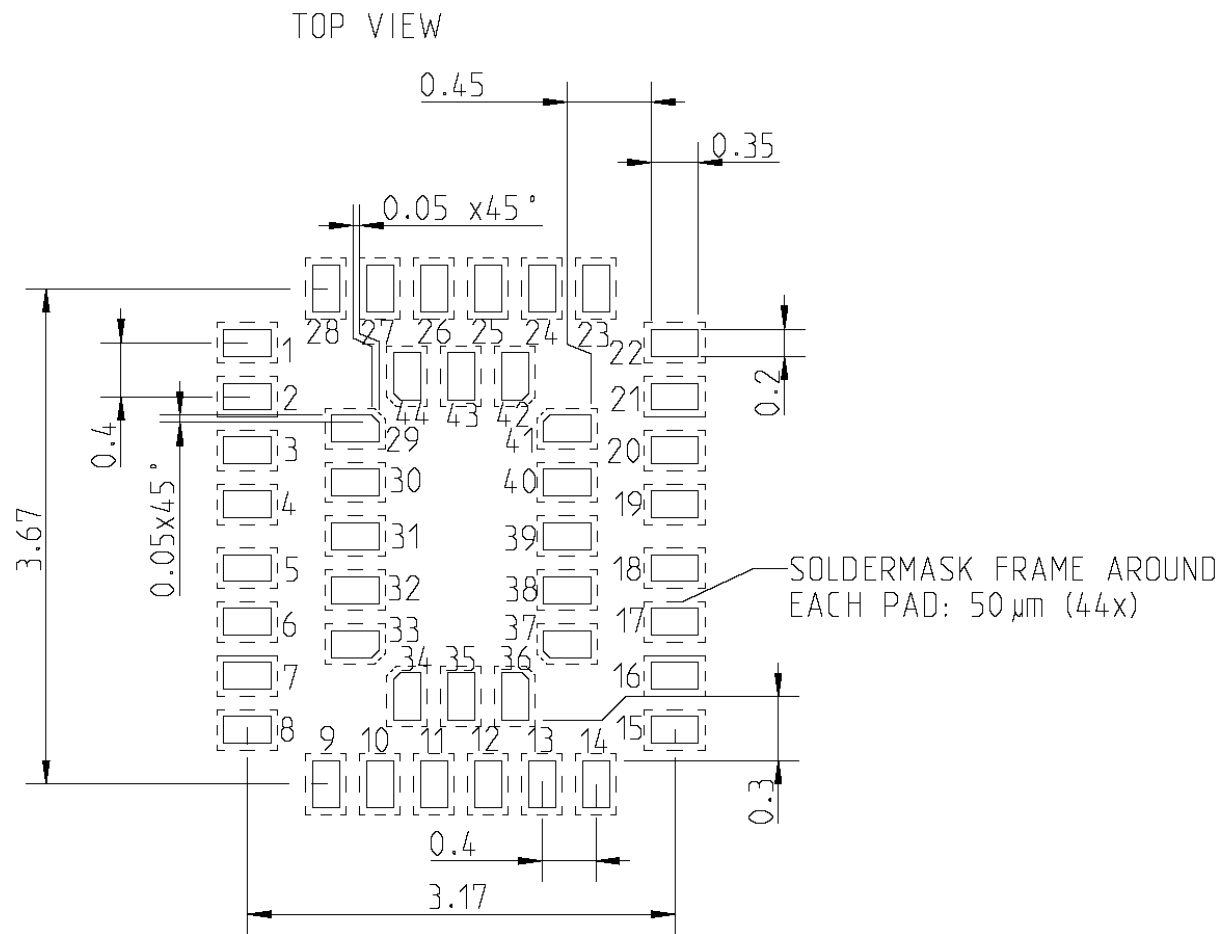 TOP VIEW
0.45
0.35
0.05 x45°
28 27 26 25 24 23
1 22
44 43 42
2 21
0.2
29 41
3 20
0.4
30 40
4 19
0.05x45°
3.67
31 39
5 18
SOLDERMASK FRAME AROUND
EACH PAD: 50 µm (44x)
32 38
6 17
33 37
34 35 36
7 16
8 15
9 10 11 12 13 14
0.3
0.4
3.17